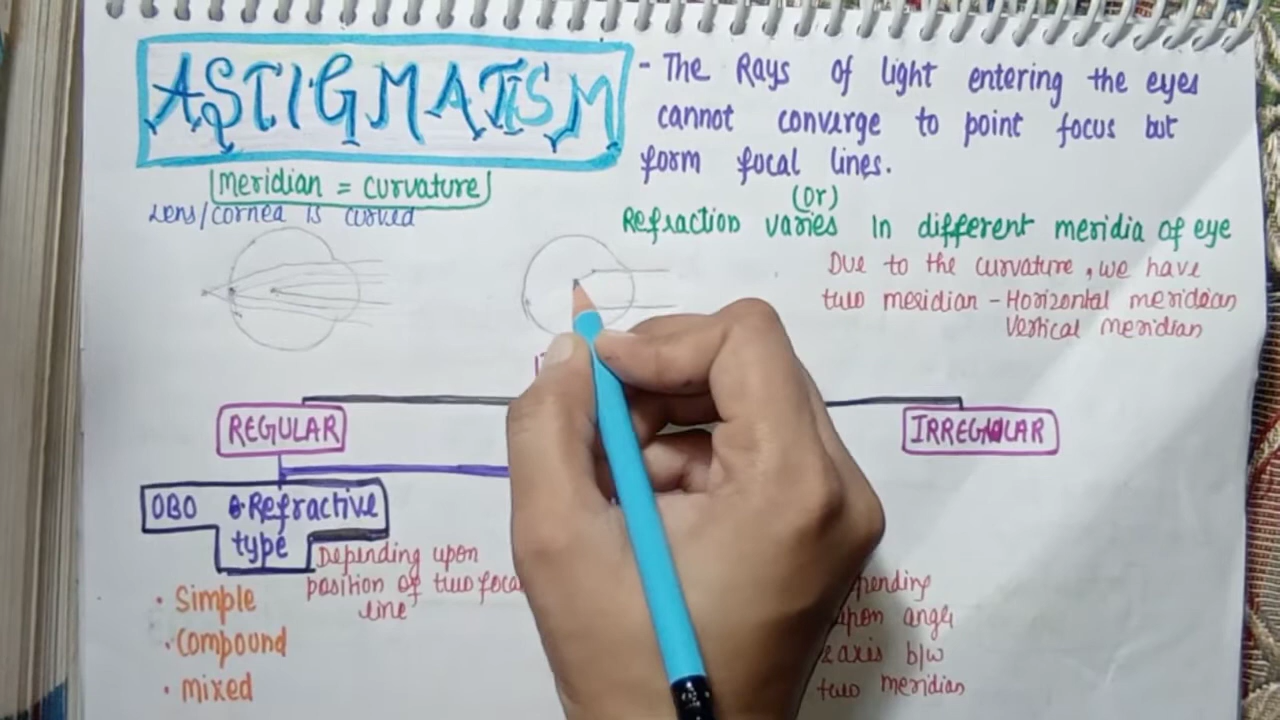 ASTIGMATISM
- The Rays of light entering the eyes
cannot converge to point focus but
form focal lines.
(Or)
Refraction varies In different meridia of eye
meridian = curvature
Lens/cornea is curved
Due to the curvature, we have
two meridian - Horizontal meridian
Vertical meridian
REGULAR
IRREGULAR
OBO Refractive
type
Depending upon
position of two focal
line
• Simple
• Compound
• mixed
upon angle
axis b/w
two meridian